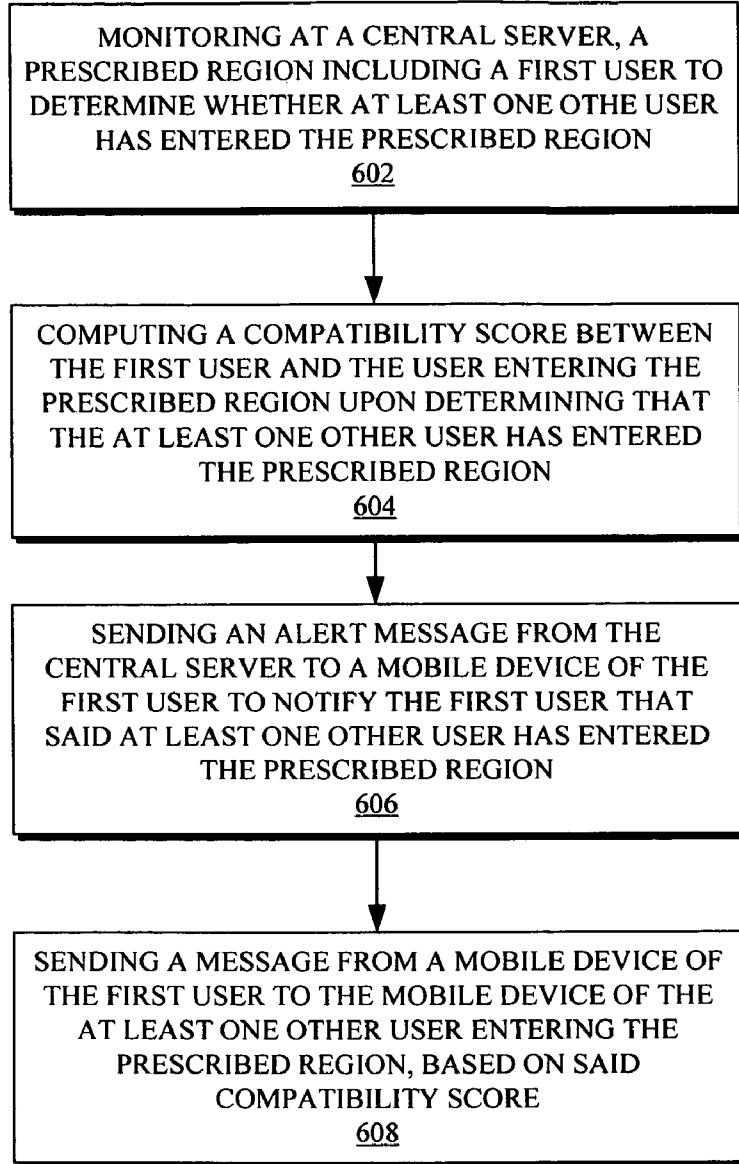 MONITORING AT A CENTRAL SERVER, A
PRESCRIBED REGION INCLUDING A FIRST USER TO
DETERMINE WHETHER AT LEAST ONE OTHE USER
HAS ENTERED THE PRESCRIBED REGION
602
COMPUTING A COMPATIBILITY SCORE BETWEEN
THE FIRST USER AND THE USER ENTERING THE
PRESCRIBED REGION UPON DETERMINING THAT
THE AT LEAST ONE OTHER USER HAS ENTERED
THE PRESCRIBED REGION
604
SENDING AN ALERT MESSAGE FROM THE
CENTRAL SERVER TO A MOBILE DEVICE OF THE
FIRST USER TO NOTIFY THE FIRST USER THAT
SAID AT LEAST ONE OTHER USER HAS ENTERED
THE PRESCRIBED REGION
606
SENDING A MESSAGE FROM A MOBILE DEVICE OF
THE FIRST USER TO THE MOBILE DEVICE OF THE
AT LEAST ONE OTHER USER ENTERING THE
PRESCRIBED REGION, BASED ON SAID
COMPATIBILITY SCORE
608